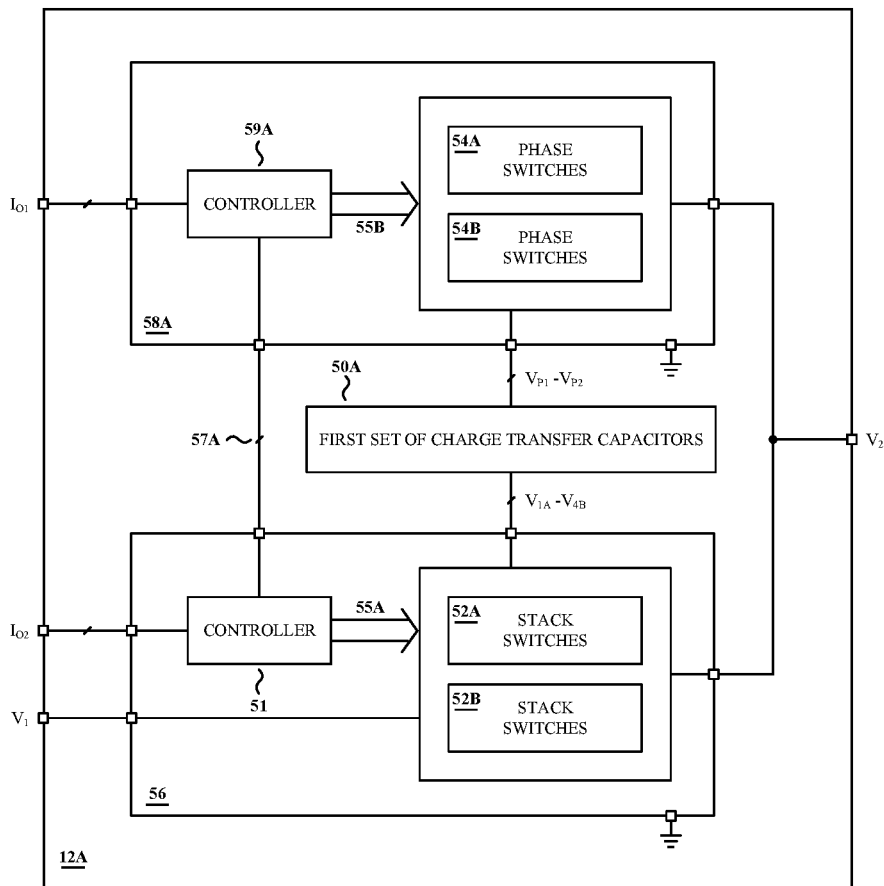 59A
54A
PHASE
SWITCHES
I_O1
CONTROLLER
55B
54B
PHASE
SWITCHES
58A
50A
V_P1 -V_P2
57A
FIRST SET OF CHARGE TRANSFER CAPACITORS
V_2
V_1A -V_4B
55A
52A
STACK
SWITCHES
I_O2
CONTROLLER
51
52B
STACK
SWITCHES
V_1
56
12A